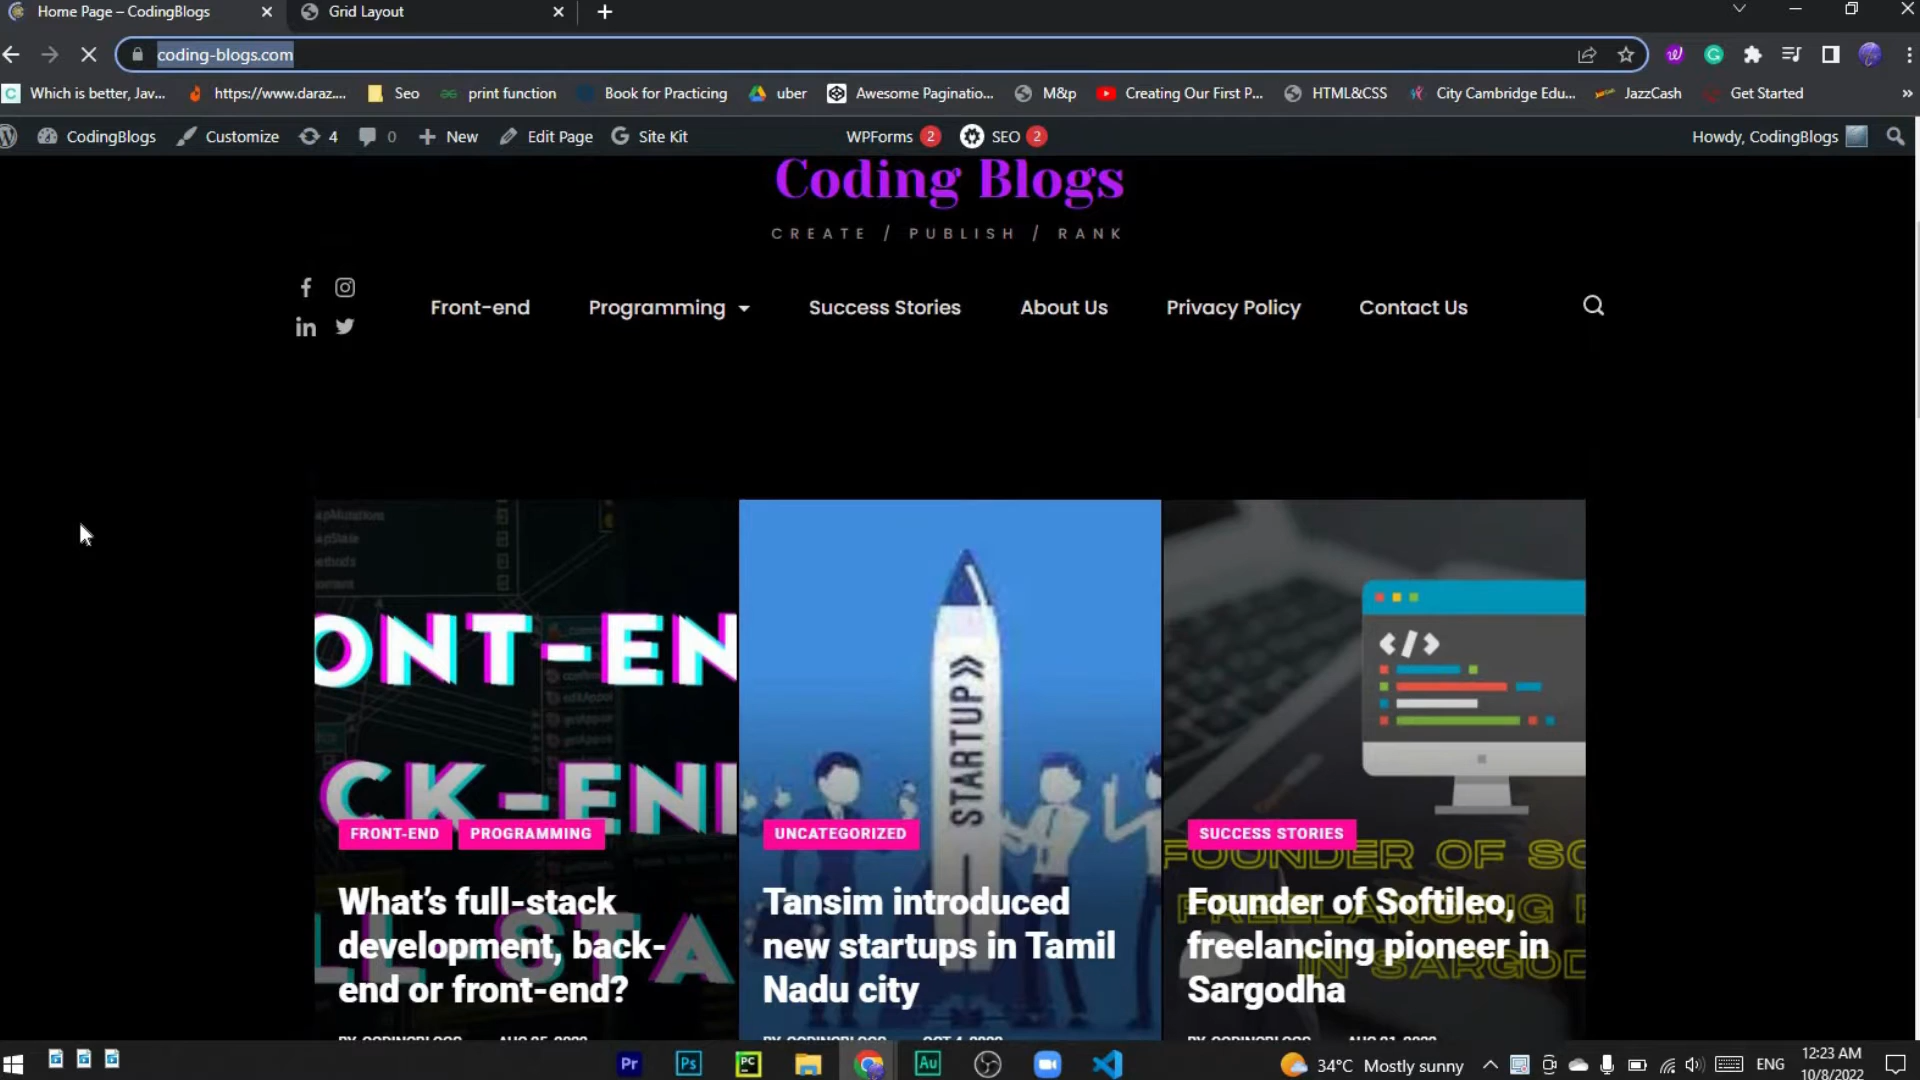 Home Page – CodingBlogs
Grid Layout
coding-blogs.com
Which is better, Jav...
https://www.daraz....
Seo
print function
Book for Practicing
uber
Awesome Paginatio...
M&p
Creating Our First P...
HTML&CSS
City Cambridge Edu...
JazzCash
Get Started
»
CodingBlogs
Customize
4
0
New
Edit Page
Site Kit
WPForms 2
SEO 2
Howdy, CodingBlogs
Coding Blogs
CREATE / PUBLISH / RANK
Front-end
Programming
Success Stories
About Us
Privacy Policy
Contact Us
ONT-EN
CK-END
STARTUP
FRONT-END
PROGRAMMING
UNCATEGORIZED
SUCCESS STORIES
What's full-stack
development, back-
end or front-end?
Tansim introduced
new startups in Tamil
Nadu city
Founder of Softileo,
freelancing pioneer in
Sargodha
34°C Mostly sunny
ENG
12:23 AM
10/8/2022